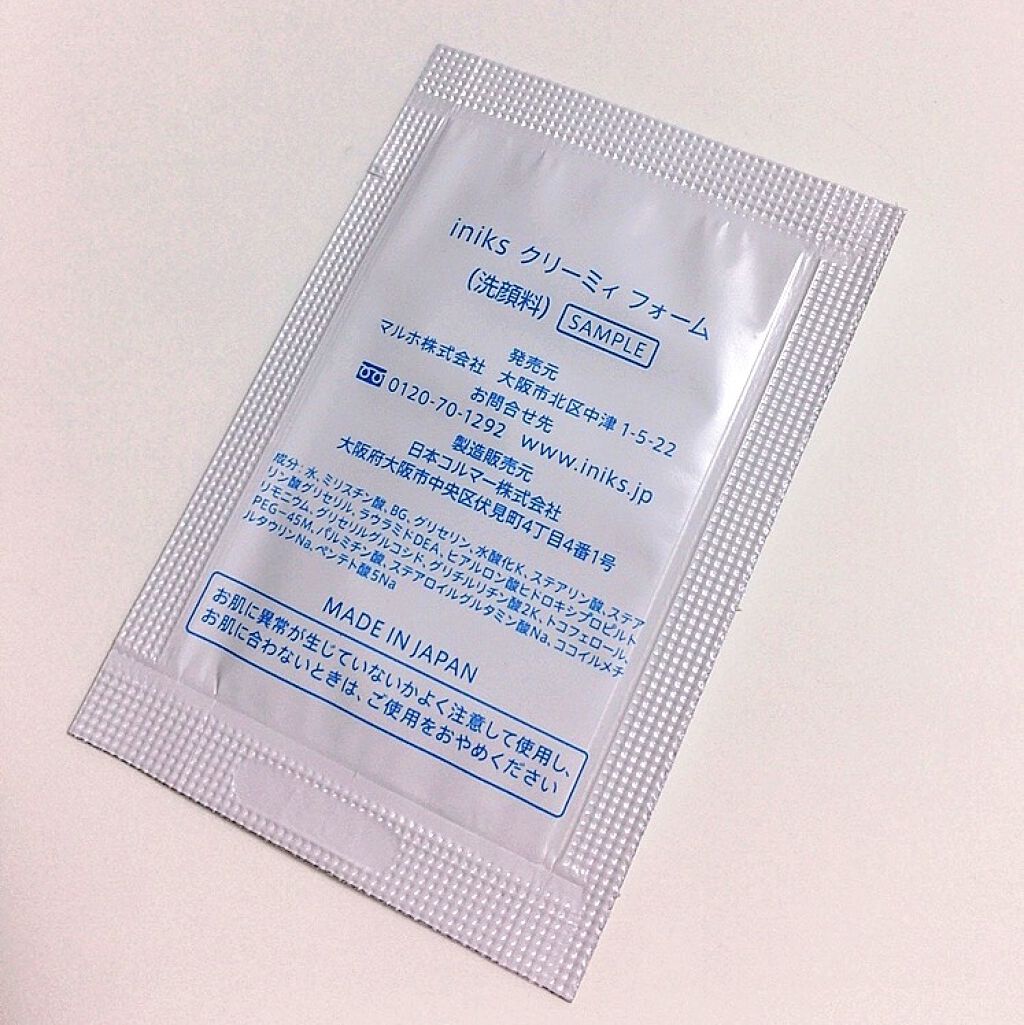 iniks クリーミィ フォーム
(洗顔料) SAMPLE
発売元
マルホ株式会社 大阪市北区中津 1-5-22
お問合せ先
0120-70-1292 www.iniks.jp
製造販売元
日本コルマー株式会社
大阪府大阪市中央区伏見町4丁目4番1号
成分: 水、ミリスチン酸、BG、グリセリン、水酸化K、ステアリン酸、ステア
リン酸グリセリル、ラウラミドDEA、ヒアルロン酸ヒドロキシプロピルト
リモニウム、グリセリルグルコシド、グリチルリチン酸2K、トコフェロール、
PEG-45M、パルミチン酸、ステアロイルグルタミン酸Na、ココイルメチ
ルタウリンNa、ペンテト酸5Na
MADE IN JAPAN
お肌に異常が生じていないかよく注意して使用し、
お肌に合わないときは、ご使用をおやめください